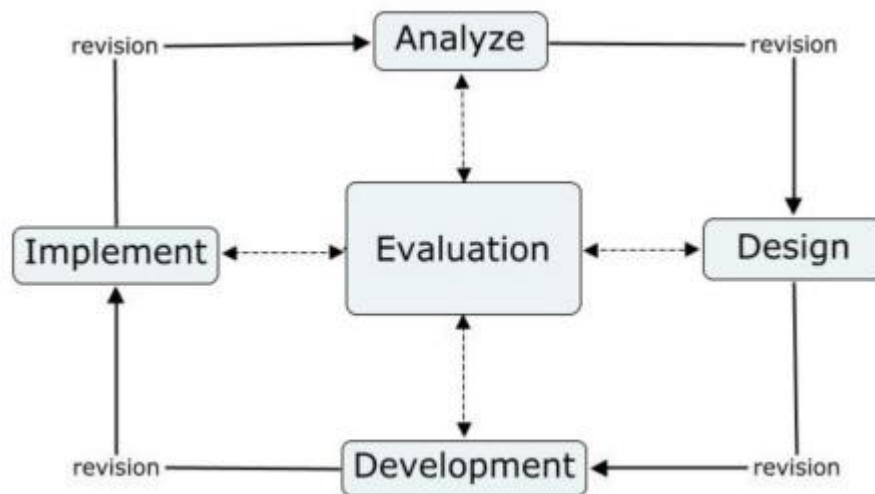 revision
Analyze
revision
Implement
Evaluation
Design
revision
Development
revision